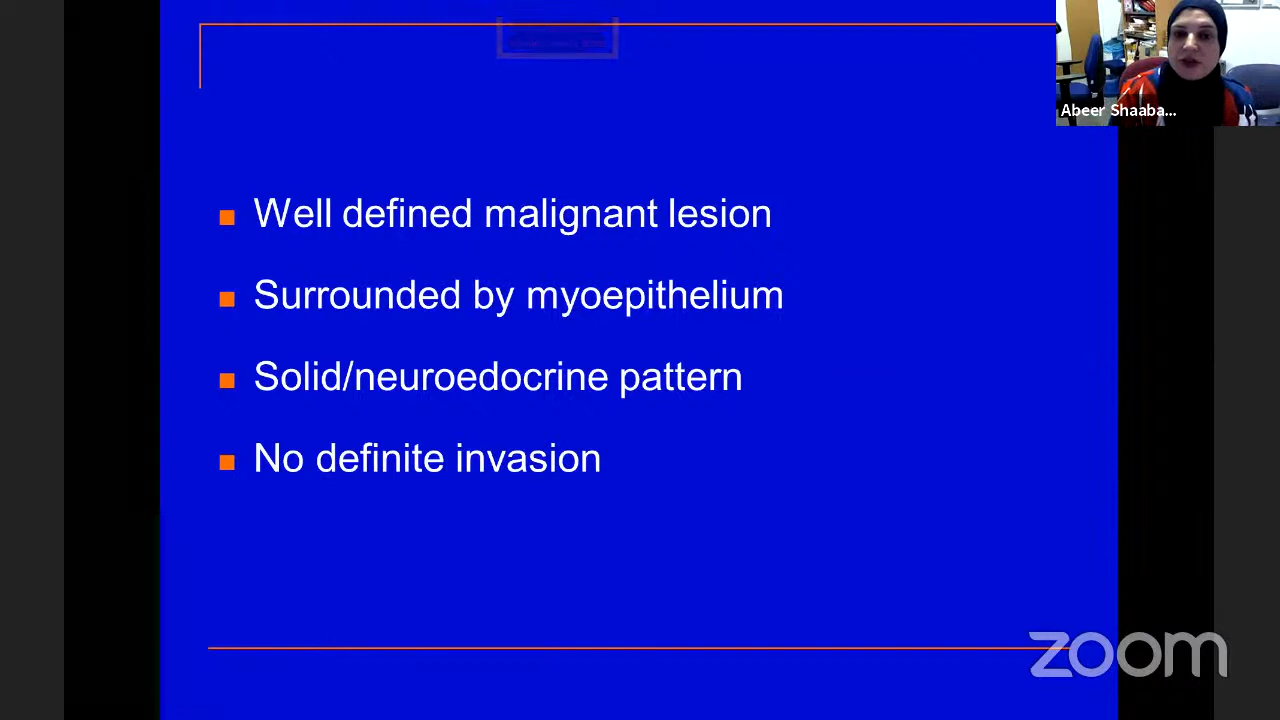 Abeer Shaaba...
Well defined malignant lesion
Surrounded by myoepithelium
Solid/neuroedocrine pattern
No definite invasion
zoom